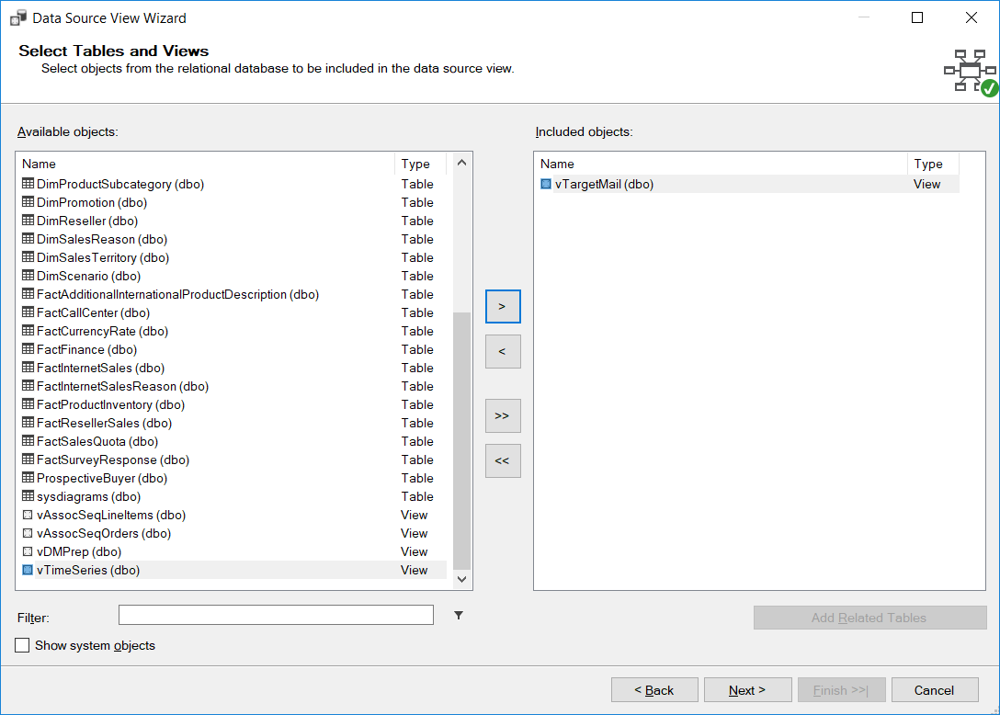 Data Source View Wizard
Select Tables and Views
Select objects from the relational database to be included in the data source view.
Available objects:
Name Type
DimProductSubcategory (dbo) Table
DimPromotion (dbo) Table
DimReseller (dbo) Table
DimSalesReason (dbo) Table
DimSalesTerritory (dbo) Table
DimScenario (dbo) Table
FactAdditionalInternationalProductDescription (dbo) Table
FactCallCenter (dbo) Table
FactCurrencyRate (dbo) Table
FactFinance (dbo) Table
FactInternetSales (dbo) Table
FactInternetSalesReason (dbo) Table
FactProductInventory (dbo) Table
FactResellerSales (dbo) Table
FactSalesQuota (dbo) Table
FactSurveyResponse (dbo) Table
ProspectiveBuyer (dbo) Table
sysdiagrams (dbo) Table
vAssocSeqLineItems (dbo) View
vAssocSeqOrders (dbo) View
vDMPrep (dbo) View
vTimeSeries (dbo) View
>
<
>>
<<
Included objects:
Name Type
vTargetMail (dbo) View
Filter:
Add Related Tables
Show system objects
< Back Next > Finish >>| Cancel